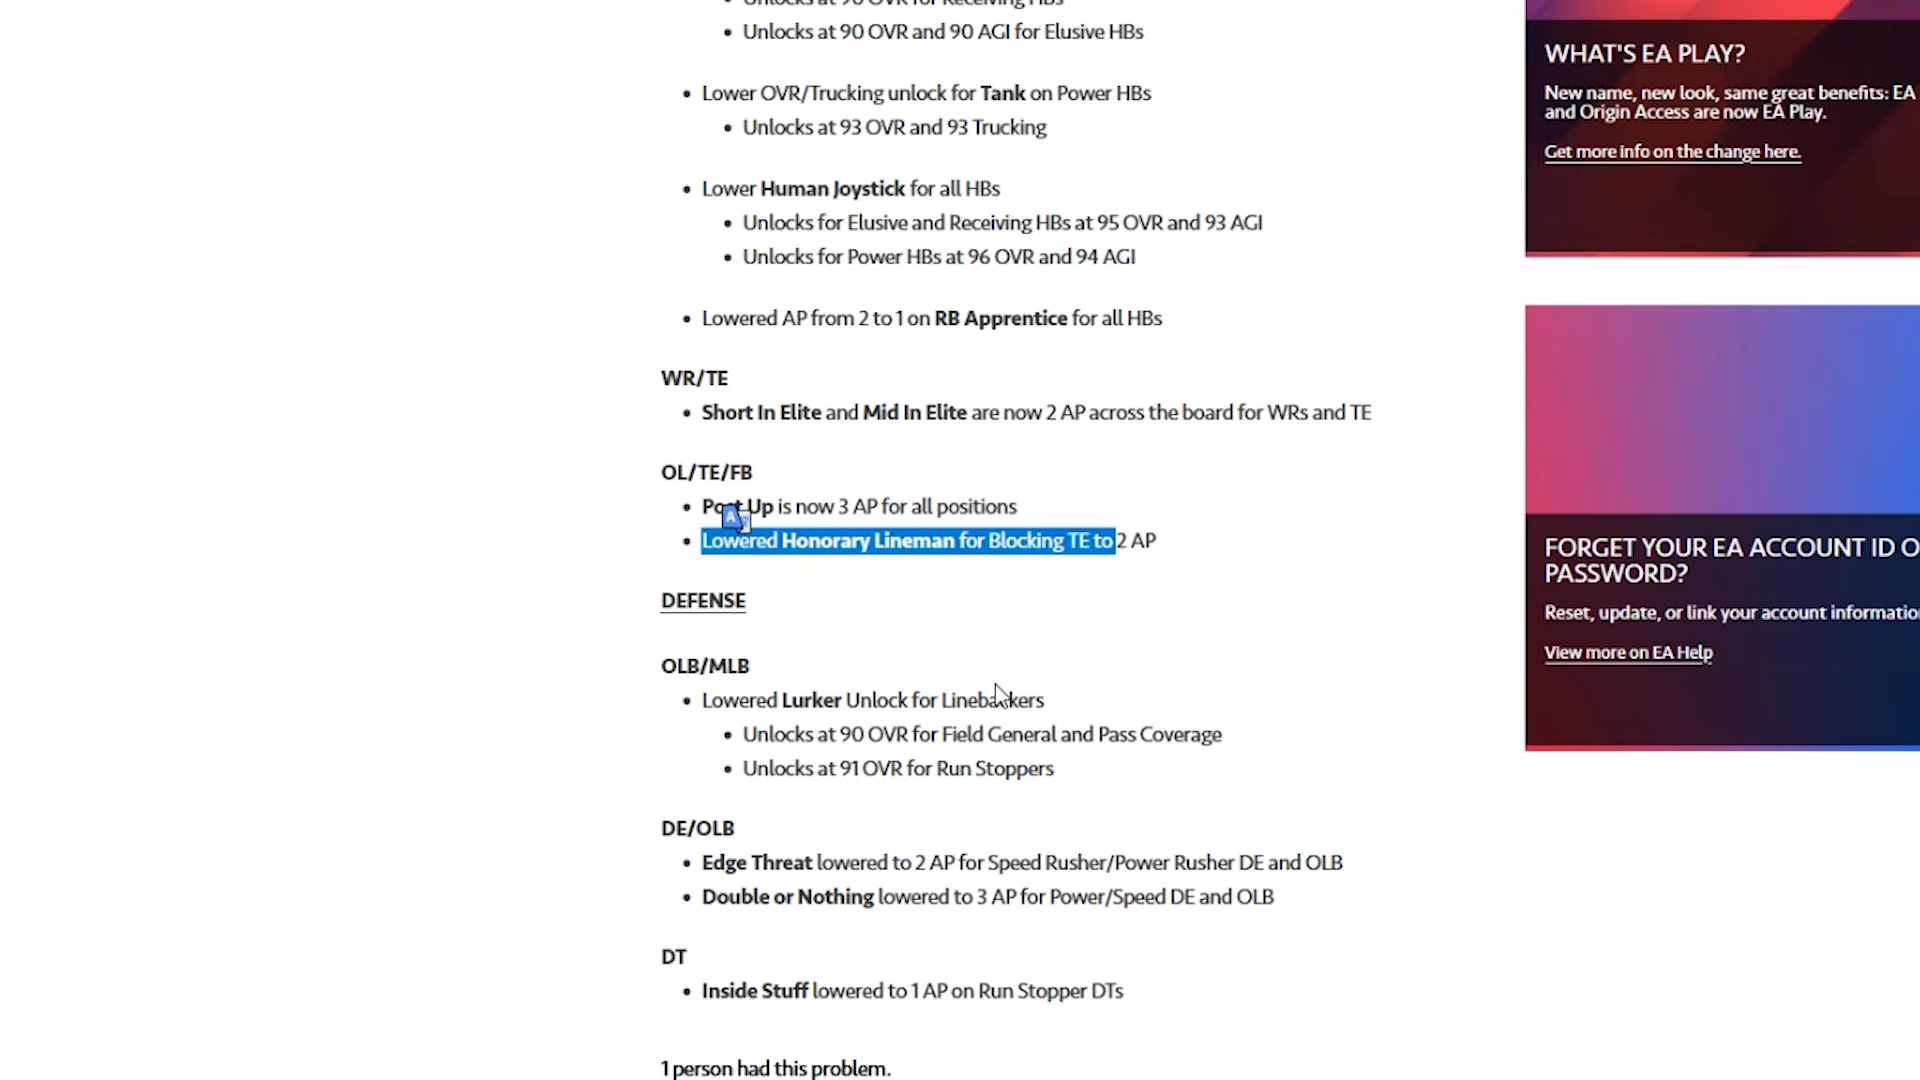 Unlocks at 90 OVR for Receiving HBs
Unlocks at 90 OVR and 90 AGI for Elusive HBs
Lower OVR/Trucking unlock for Tank on Power HBs
Unlocks at 93 OVR and 93 Trucking
Lower Human Joystick for all HBs
Unlocks for Elusive and Receiving HBs at 95 OVR and 93 AGI
Unlocks for Power HBs at 96 OVR and 94 AGI
Lowered AP from 2 to 1 on RB Apprentice for all HBs
WR/TE
Short In Elite and Mid In Elite are now 2 AP across the board for WRs and TE
OL/TE/FB
Post Up is now 3 AP for all positions
Lowered Honorary Lineman for Blocking TE to 2 AP
DEFENSE
OLB/MLB
Lowered Lurker Unlock for Linebackers
Unlocks at 90 OVR for Field General and Pass Coverage
Unlocks at 91 OVR for Run Stoppers
DE/OLB
Edge Threat lowered to 2 AP for Speed Rusher/Power Rusher DE and OLB
Double or Nothing lowered to 3 AP for Power/Speed DE and OLB
DT
Inside Stuff lowered to 1 AP on Run Stopper DTs
1 person had this problem.
WHAT'S EA PLAY?
New name, new look, same great benefits: EA
and Origin Access are now EA Play.
Get more info on the change here.
FORGET YOUR EA ACCOUNT ID O
PASSWORD?
Reset, update, or link your account informatio
View more on EA Help